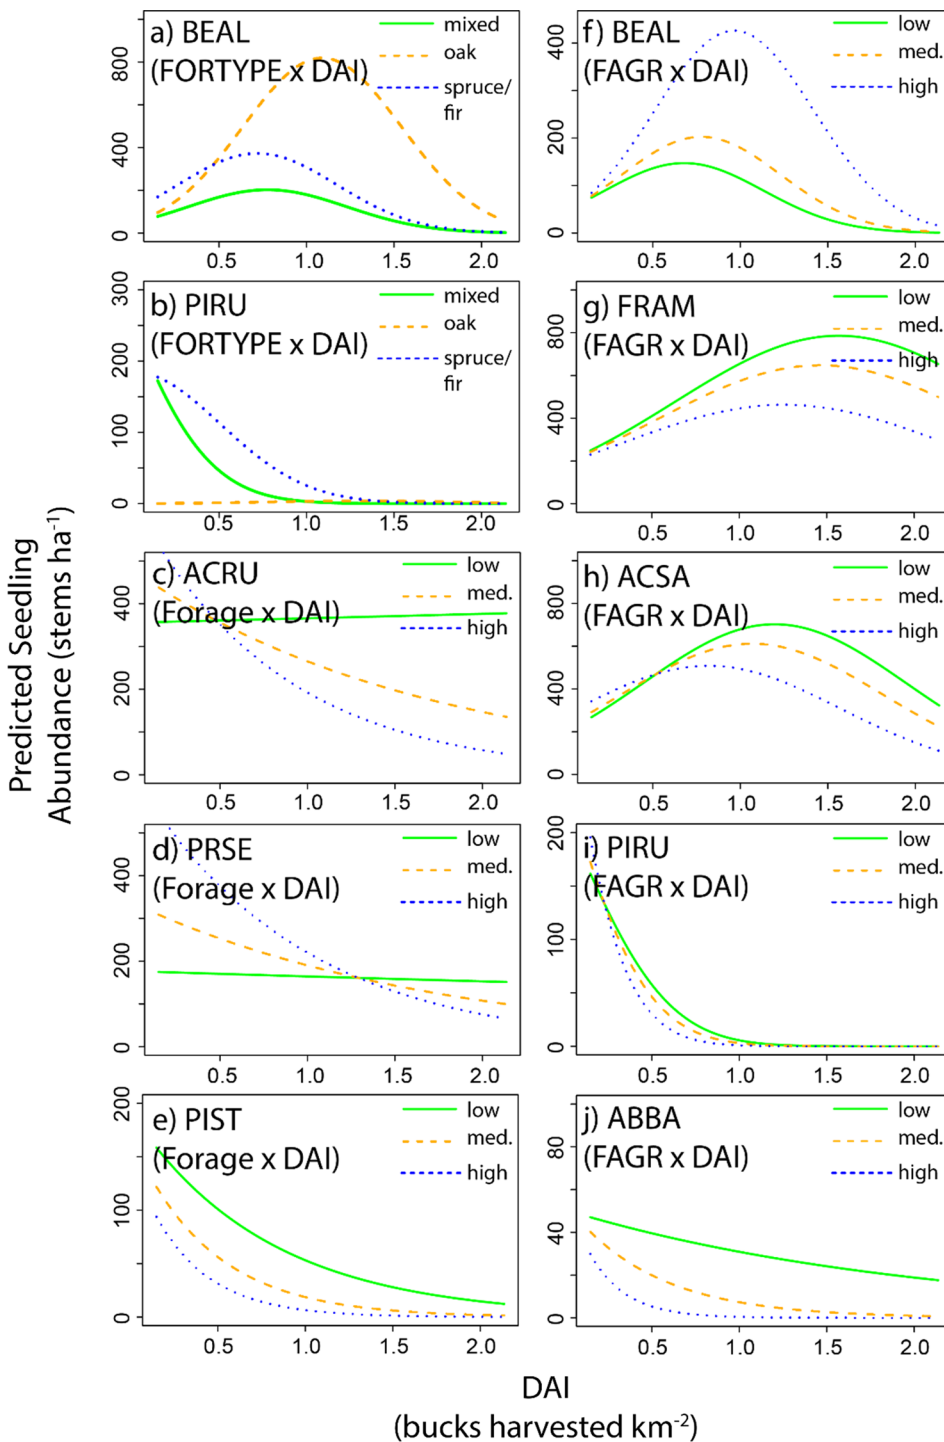 Predicted Seedling
Abundance (stems ha-1)
a) BEAL
(FORTYPE x DAI)
mixed
oak
spruce/
fir
800
400
0
0.5 1.0 1.5 2.0
f) BEAL
(FAGR x DAI)
low
med.
high
400
200
0
0.5 1.0 1.5 2.0
b) PIRU
(FORTYPE x DAI)
mixed
oak
spruce/
fir
300
200
100
0
0.5 1.0 1.5 2.0
g) FRAM
(FAGR x DAI)
low
med.
high
800
400
0
0.5 1.0 1.5 2.0
c) ACRU
(Forage x DAI)
low
med.
high
400
200
0
0.5 1.0 1.5 2.0
h) ACSA
(FAGR x DAI)
low
med.
high
800
400
0
0.5 1.0 1.5 2.0
d) PRSE
(Forage x DAI)
low
med.
high
400
200
0
0.5 1.0 1.5 2.0
i) PIRU
(FAGR x DAI)
low
med.
high
200
100
0
0.5 1.0 1.5 2.0
e) PIST
(Forage x DAI)
low
med.
high
200
100
0
0.5 1.0 1.5 2.0
j) ABBA
(FAGR x DAI)
low
med.
high
80
40
0
0.5 1.0 1.5 2.0
DAI
(bucks harvested km-2)